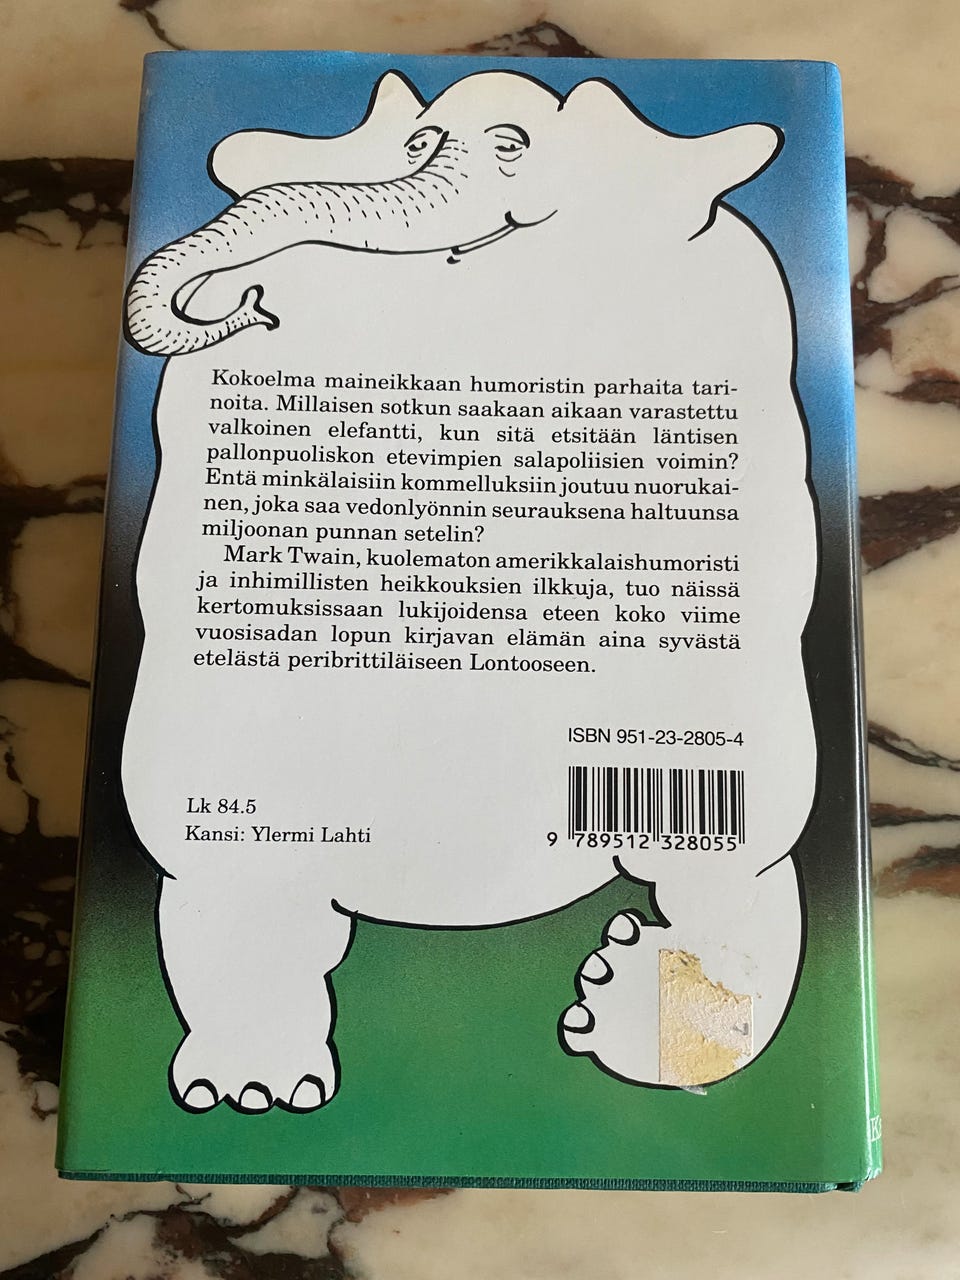 Kokoelma maineikkaan humoristin parhaita tari-
noita. Millaisen sotkun saakaan aikaan varastettu
valkoinen elefantti, kun sitä etsitään läntisen
pallonpuoliskon etevimpien salapoliisien voimin?
Entä minkälaisiin kommelluksiin joutuu nuorukai-
nen, joka saa vedonlyönnin seurauksena haltuunsa
miljoonan punnan setelin?
Mark Twain, kuolematon amerikkalaishumoristi
ja inhimillisten heikkouksien ilkkuja, tuo näissä
kertomuksissaan lukijoidensa eteen koko viime
vuosisadan lopun kirjavan elämän aina syvästä
etelästä peribrittiläiseen Lontooseen.
ISBN 951-23-2805-4
9 789512 328055
Lk 84.5
Kansi: Ylermi Lahti